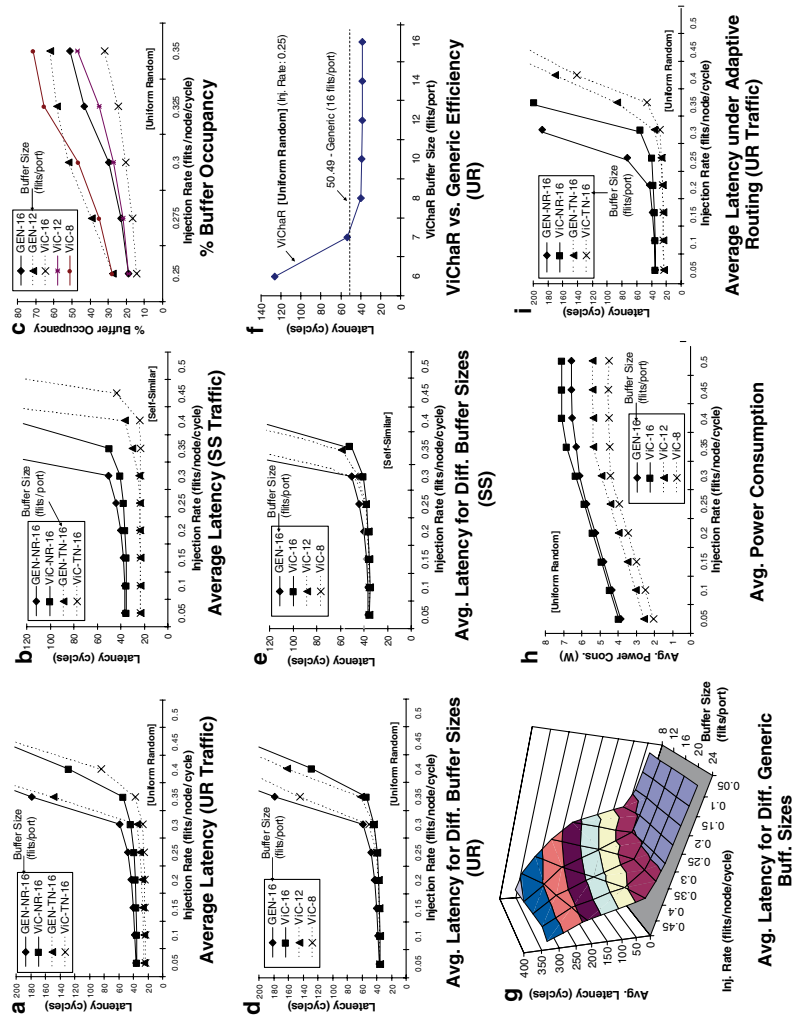 a
200
180
160
140
120
100
80
60
40
20
0
Latency (cycles)
Buffer Size
(flits/port)
GEN-NR-16
ViC-NR-16
GEN-TN-16
ViC-TN-16
[Uniform Random]
0.05
0.1
0.15
0.2
0.25
0.3
0.35
0.4
0.45
0.5
Injection Rate (flits/node/cycle)
Average Latency (UR Traffic)
b
120
100
80
60
40
20
0
Latency (cycles)
Buffer Size
(flits/port)
GEN-NR-16
ViC-NR-16
GEN-TN-16
ViC-TN-16
[Self-Similar]
0.05
0.1
0.15
0.2
0.25
0.3
0.35
0.4
0.45
0.5
Injection Rate (flits/node/cycle)
Average Latency (SS Traffic)
c
80
70
60
50
40
30
20
10
0
% Buffer Occupancy
Buffer Size
(flits/port)
GEN-16
GEN-12
ViC-16
ViC-12
ViC-8
0.25
0.275
0.3
0.325
0.35
Injection Rate (flits/node/cycle)
[Uniform Random]
% Buffer Occupancy
d
200
180
160
140
120
100
80
60
40
20
0
Latency (cycles)
Buffer Size
(flits/port)
GEN-16
ViC-16
ViC-12
ViC-8
[Uniform Random]
0.05
0.1
0.15
0.2
0.25
0.3
0.35
0.4
0.45
0.5
Injection Rate (flits/node/cycle)
Avg. Latency for Diff. Buffer Sizes
(UR)
e
120
100
80
60
40
20
0
Latency (cycles)
Buffer Size
(flits/port)
GEN-16
ViC-16
ViC-12
ViC-8
[Self-Similar]
0.05
0.1
0.15
0.2
0.25
0.3
0.35
0.4
0.45
0.5
Injection Rate (flits/node/cycle)
Avg. Latency for Diff. Buffer Sizes
(SS)
f
140
120
100
80
60
40
20
0
Latency (cycles)
ViChaR [Uniform Random] (Inj. Rate: 0.25)
50.49 - Generic (16 flits/port)
6
7
8
10
12
14
16
ViChaR Buffer Size (flits/port)
ViChaR vs. Generic Efficiency
(UR)
g
400
350
300
250
200
150
100
50
0
Avg. Latency (cycles)
0.45
0.4
0.35
0.3
0.25
0.2
0.15
0.1
0.05
Inj. Rate (flits/node/cycle)
8
12
16
20
24
Buffer Size
(flits/port)
Avg. Latency for Diff. Generic
Buff. Sizes
h
8
7
6
5
4
3
2
1
0
Avg. Power Cons. (W)
[Uniform Random]
Buffer Size
(flits/port)
GEN-16
ViC-16
ViC-12
ViC-8
0.05
0.1
0.15
0.2
0.25
0.3
0.35
0.4
0.45
0.5
Injection Rate (flits/node/cycle)
Avg. Power Consumption
i
200
180
160
140
120
100
80
60
40
20
0
Latency (cycles)
GEN-NR-16
ViC-NR-16
GEN-TN-16
ViC-TN-16
Buffer Size
(flits/port)
[Uniform Random]
0.05
0.1
0.15
0.2
0.25
0.3
0.35
0.4
0.45
0.5
Injection Rate (flits/node/cycle)
Average Latency under Adaptive
Routing (UR Traffic)